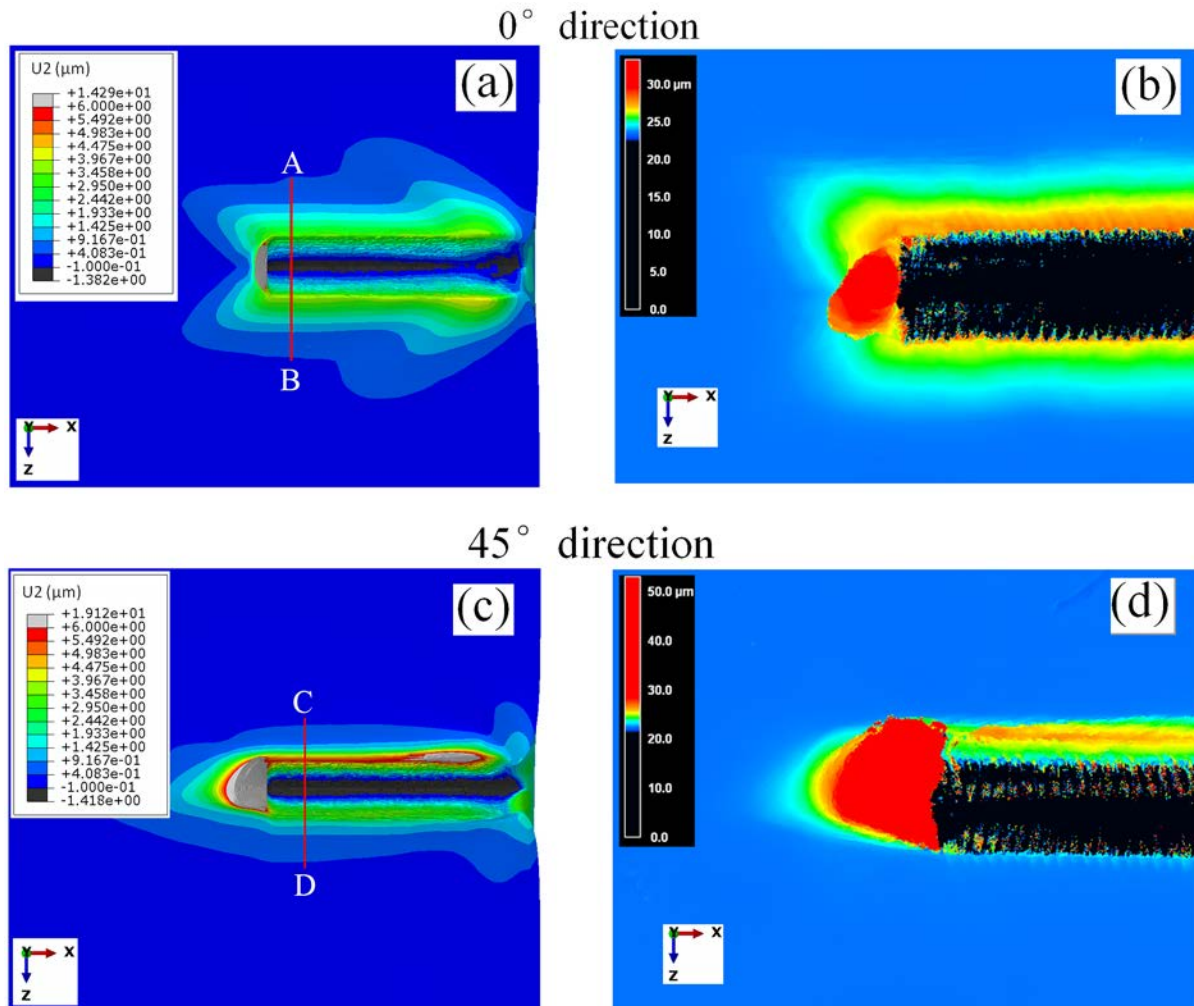 0° direction
U2 (μm)
+1.429e+01
+6.000e+00
+5.492e+00
+4.983e+00
+4.475e+00
+3.967e+00
+3.458e+00
+2.950e+00
+2.442e+00
+1.933e+00
+1.425e+00
+9.167e-01
+4.083e-01
-1.000e-01
-1.382e+00
(a)
A
B
Y X
Z
30.0 μm
25.0
20.0
15.0
10.0
5.0
0.0
(b)
Y X
Z
45° direction
U2 (μm)
+1.912e+01
+6.000e+00
+5.492e+00
+4.983e+00
+4.475e+00
+3.967e+00
+3.458e+00
+2.950e+00
+2.442e+00
+1.933e+00
+1.425e+00
+9.167e-01
+4.083e-01
-1.000e-01
-1.418e+00
(c)
C
D
Y X
Z
50.0 μm
40.0
30.0
20.0
10.0
0.0
(d)
Y X
Z